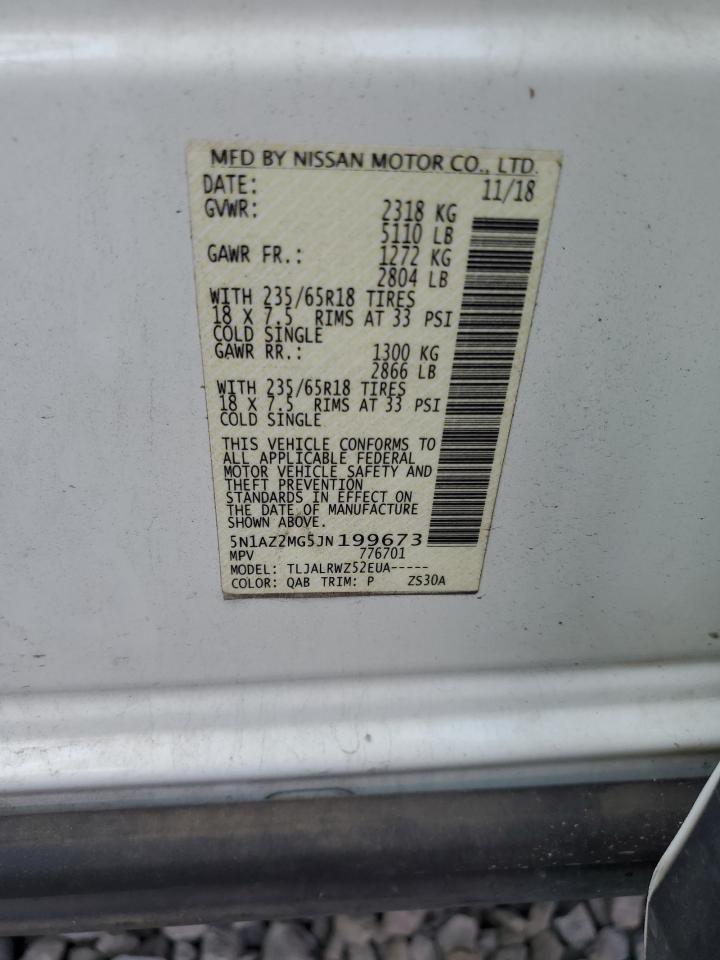 MFD BY NISSAN MOTOR CO., LTD.
DATE: 11/18
GVWR: 2318 KG
5110 LB
GAWR FR.: 1272 KG
2804 LB
WITH 235/65R18 TIRES
18 X 7.5 RIMS AT 33 PSI
COLD SINGLE
GAWR RR.: 1300 KG
2866 LB
WITH 235/65R18 TIRES
18 X 7.5 RIMS AT 33 PSI
COLD SINGLE
THIS VEHICLE CONFORMS TO
ALL APPLICABLE FEDERAL
MOTOR VEHICLE SAFETY AND
THEFT PREVENTION
STANDARDS IN EFFECT ON
THE DATE OF MANUFACTURE
SHOWN ABOVE.
5N1AZ2MG5JN199673
MPV 776701
MODEL: TLJALRWZ52EUA-----
COLOR: QAB TRIM: P ZS30A